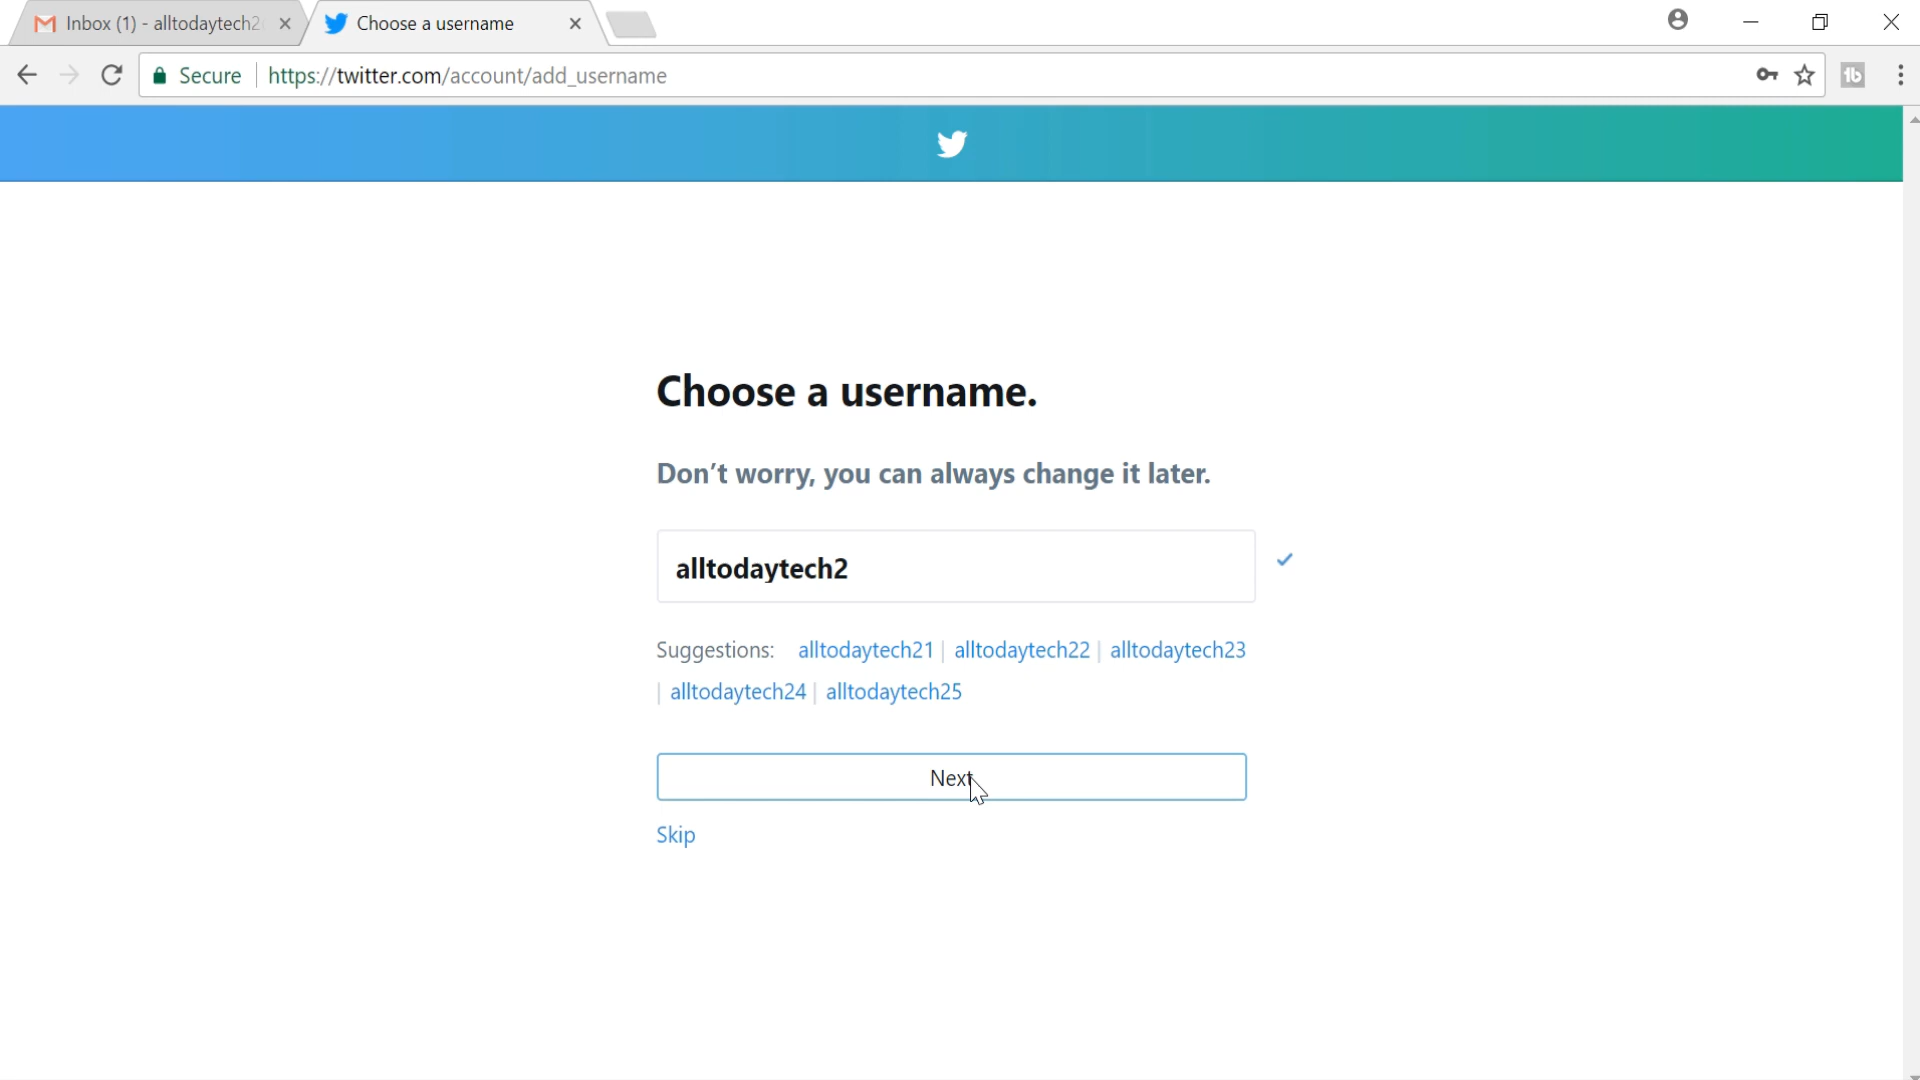 Inbox (1) - alltodaytech2
Choose a username
Secure https://twitter.com/account/add_username
Choose a username.
Don't worry, you can always change it later.
alltodaytech2
Suggestions: alltodaytech21 | alltodaytech22 | alltodaytech23
| alltodaytech24 | alltodaytech25
Next
Skip